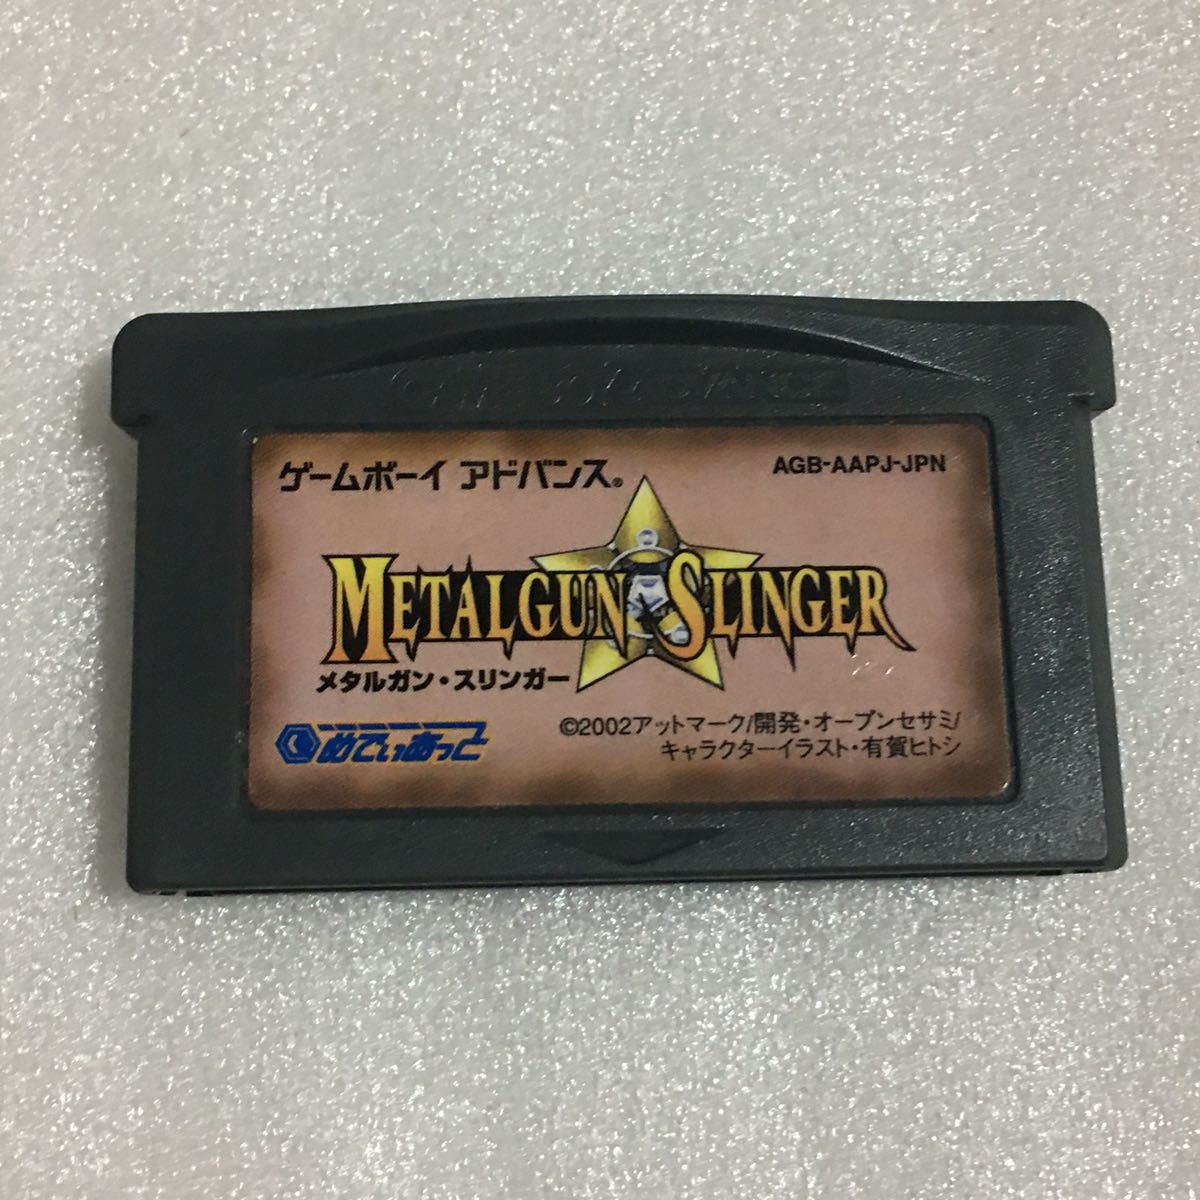 GAME BOY ADVANCE
ゲームボーイ アドバンス®
AGB-AAPJ-JPN
METALGUN SLINGER
メタルガン・スリンガー
めでぃあっと
©2002アットマーク/開発・オープンセサミ/
キャラクターイラスト・有賀ヒトシ